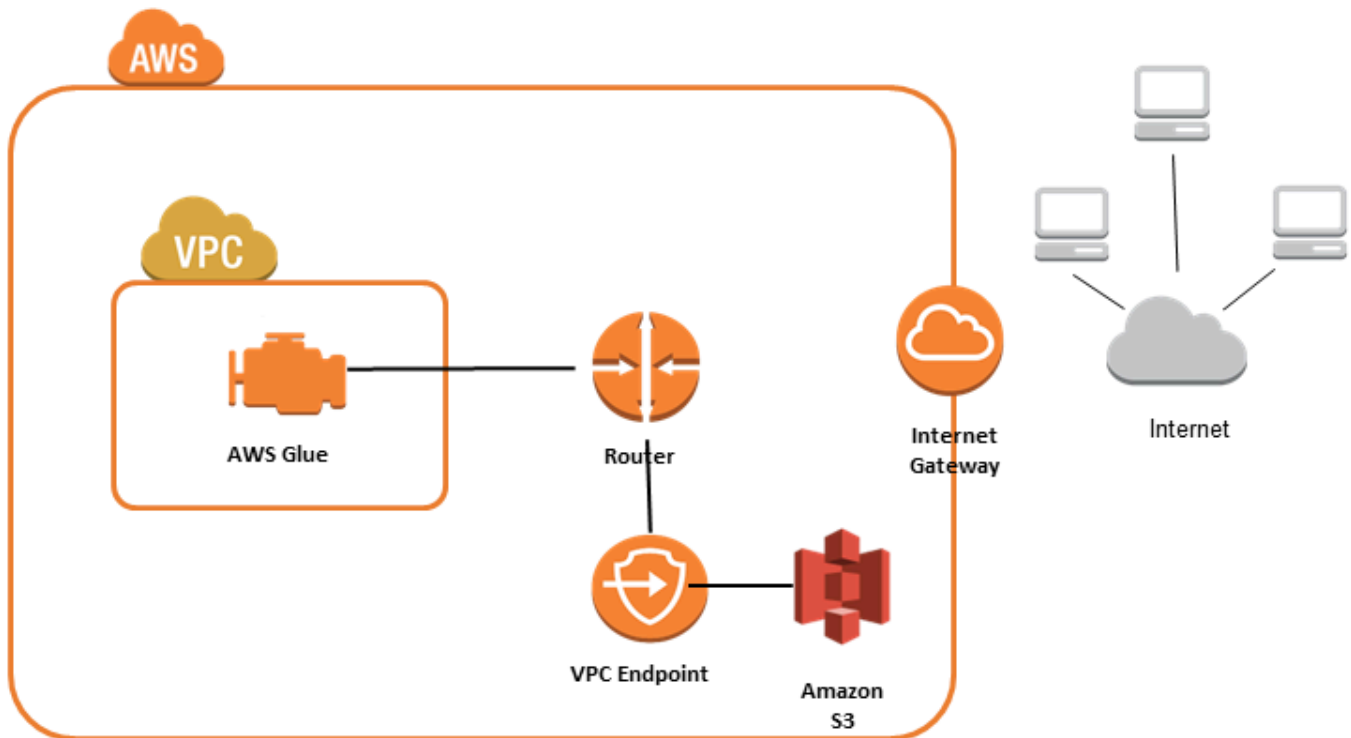 AWS
VPC
AWS Glue
Router
Internet
Gateway
Internet
VPC Endpoint
Amazon
S3